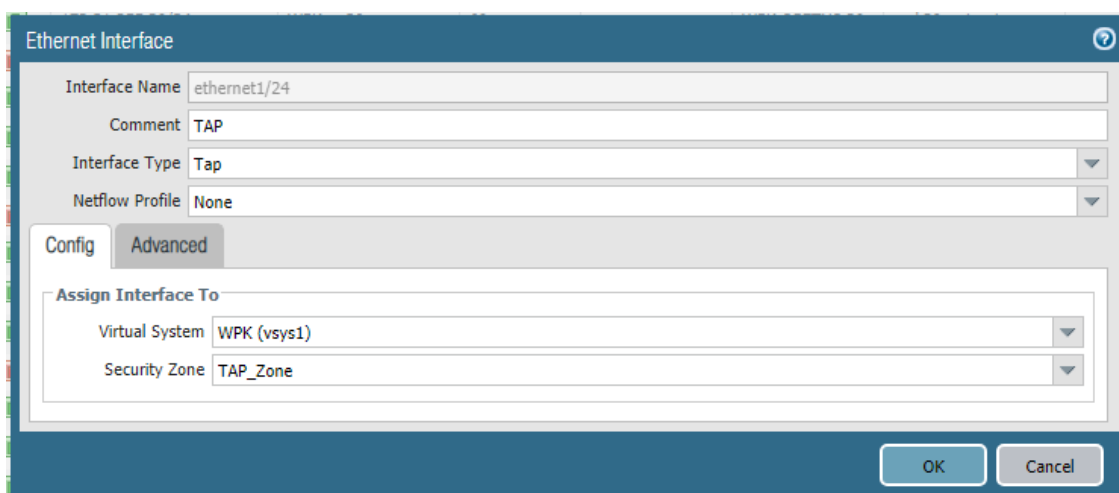 Ethernet Interface
Interface Name ethernet1/24
Comment TAP
Interface Type Tap
Netflow Profile None
Config Advanced
Assign Interface To
Virtual System WPK (vsys1)
Security Zone TAP_Zone
OK Cancel